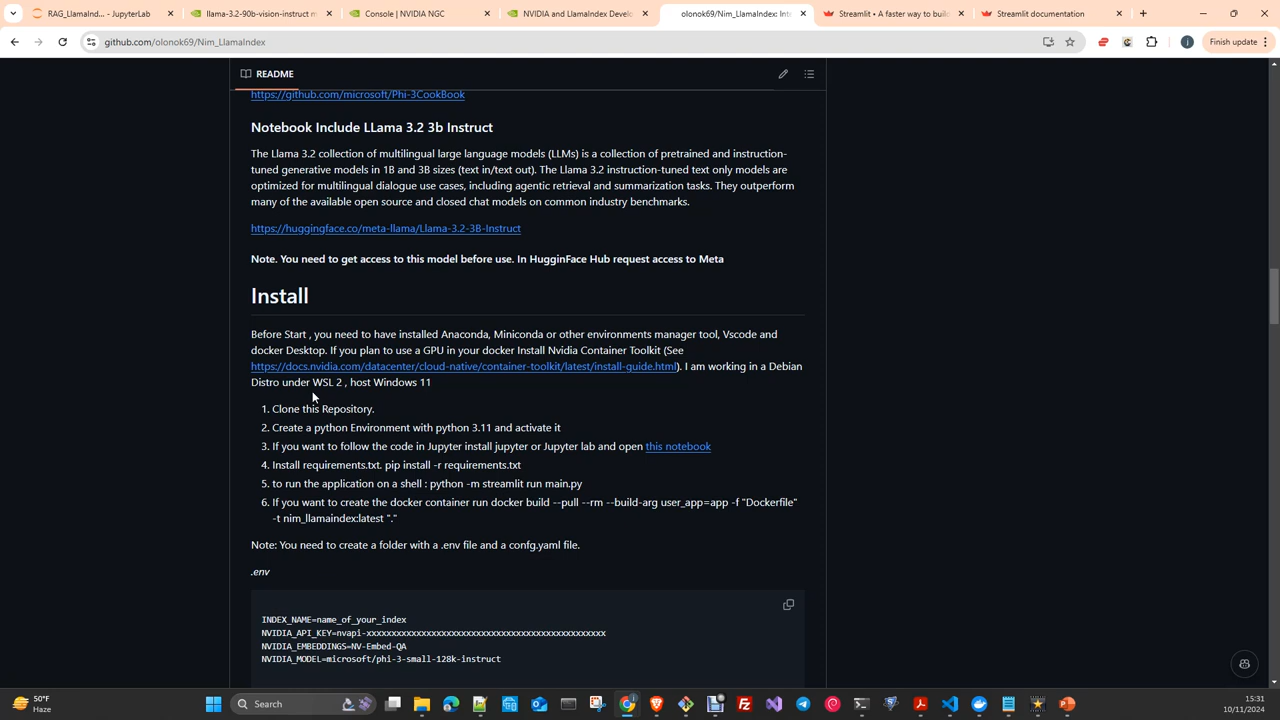 RAG_LlamaInd... - JupyterLab
llama-3.2-90b-vision-instruct m
Console | NVIDIA NGC
NVIDIA and LlamaIndex Develo
olonok69/Nim_LlamaIndex: Inte
Streamlit • A faster way to build
Streamlit documentation
github.com/olonok69/Nim_LlamaIndex
Finish update
README
https://github.com/microsoft/Phi-3CookBook
Notebook Include LLama 3.2 3b Instruct
The Llama 3.2 collection of multilingual large language models (LLMs) is a collection of pretrained and instruction-
tuned generative models in 1B and 3B sizes (text in/text out). The Llama 3.2 instruction-tuned text only models are
optimized for multilingual dialogue use cases, including agentic retrieval and summarization tasks. They outperform
many of the available open source and closed chat models on common industry benchmarks.
https://huggingface.co/meta-llama/Llama-3.2-3B-Instruct
Note. You need to get access to this model before use. In HugginFace Hub request access to Meta
Install
Before Start , you need to have installed Anaconda, Miniconda or other environments manager tool, Vscode and
docker Desktop. If you plan to use a GPU in your docker Install Nvidia Container Toolkit (See
https://docs.nvidia.com/datacenter/cloud-native/container-toolkit/latest/install-guide.html). I am working in a Debian
Distro under WSL 2 , host Windows 11
1. Clone this Repository.
2. Create a python Environment with python 3.11 and activate it
3. If you want to follow the code in Jupyter install jupyter or Jupyter lab and open this notebook
4. Install requirements.txt. pip install -r requirements.txt
5. to run the application on a shell : python -m streamlit run main.py
6. If you want to create the docker container run docker build --pull --rm --build-arg user_app=app -f "Dockerfile"
-t nim_llamaindex:latest "."
Note: You need to create a folder with a .env file and a confg.yaml file.
.env
INDEX_NAME=name_of_your_index
NVIDIA_API_KEY=nvapi-xxxxxxxxxxxxxxxxxxxxxxxxxxxxxxxxxxxxxxxxxxxxxxxxxx
NVIDIA_EMBEDDINGS=NV-Embed-QA
NVIDIA_MODEL=microsoft/phi-3-small-128k-instruct
50°F
Haze
Search
15:31
10/11/2024